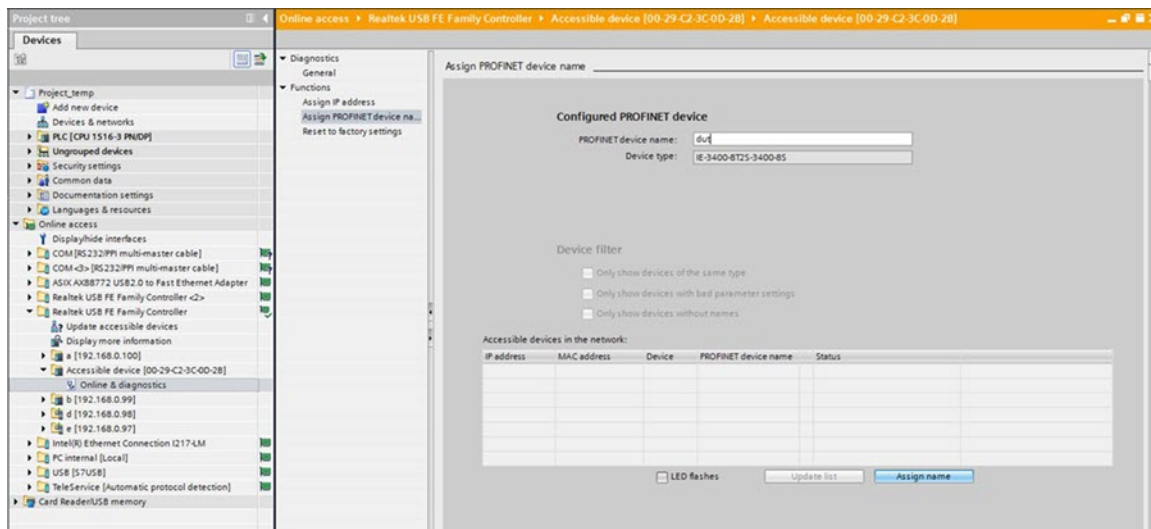 Project tree
Devices
Project_temp
Add new device
Devices & networks
PLC [CPU 1516-3 PN/DP]
Ungrouped devices
Security settings
Common data
Documentation settings
Languages & resources
Online access
Display/hide interfaces
COM [RS232/PPI multi-master cable]
COM <3> [RS232/PPI multi-master cable]
ASIX AX88772 USB2.0 to Fast Ethernet Adapter
Realtek USB FE Family Controller <2>
Realtek USB FE Family Controller
Update accessible devices
Display more information
a [192.168.0.100]
Accessible device [00-29-C2-3C-0D-2B]
Online & diagnostics
b [192.168.0.99]
d [192.168.0.98]
e [192.168.0.97]
Intel(R) Ethernet Connection I217-LM
PC internal [Local]
USB [S7USB]
TeleService [Automatic protocol detection]
Card Reader/USB memory
Online access Realtek USB FE Family Controller Accessible device [00-29-C2-3C-0D-2B] Accessible device [00-29-C2-3C-0D-2B]
Diagnostics
General
Functions
Assign IP address
Assign PROFINET device na...
Reset to factory settings
Assign PROFINET device name
Configured PROFINET device
PROFINET device name: dut
Device type: IE-3400-8T2S-3400-8S
Device filter
Only show devices of the same type
Only show devices with bad parameter settings
Only show devices without names
Accessible devices in the network:
IP address MAC address Device PROFINET device name Status
LED flashes Update list Assign name